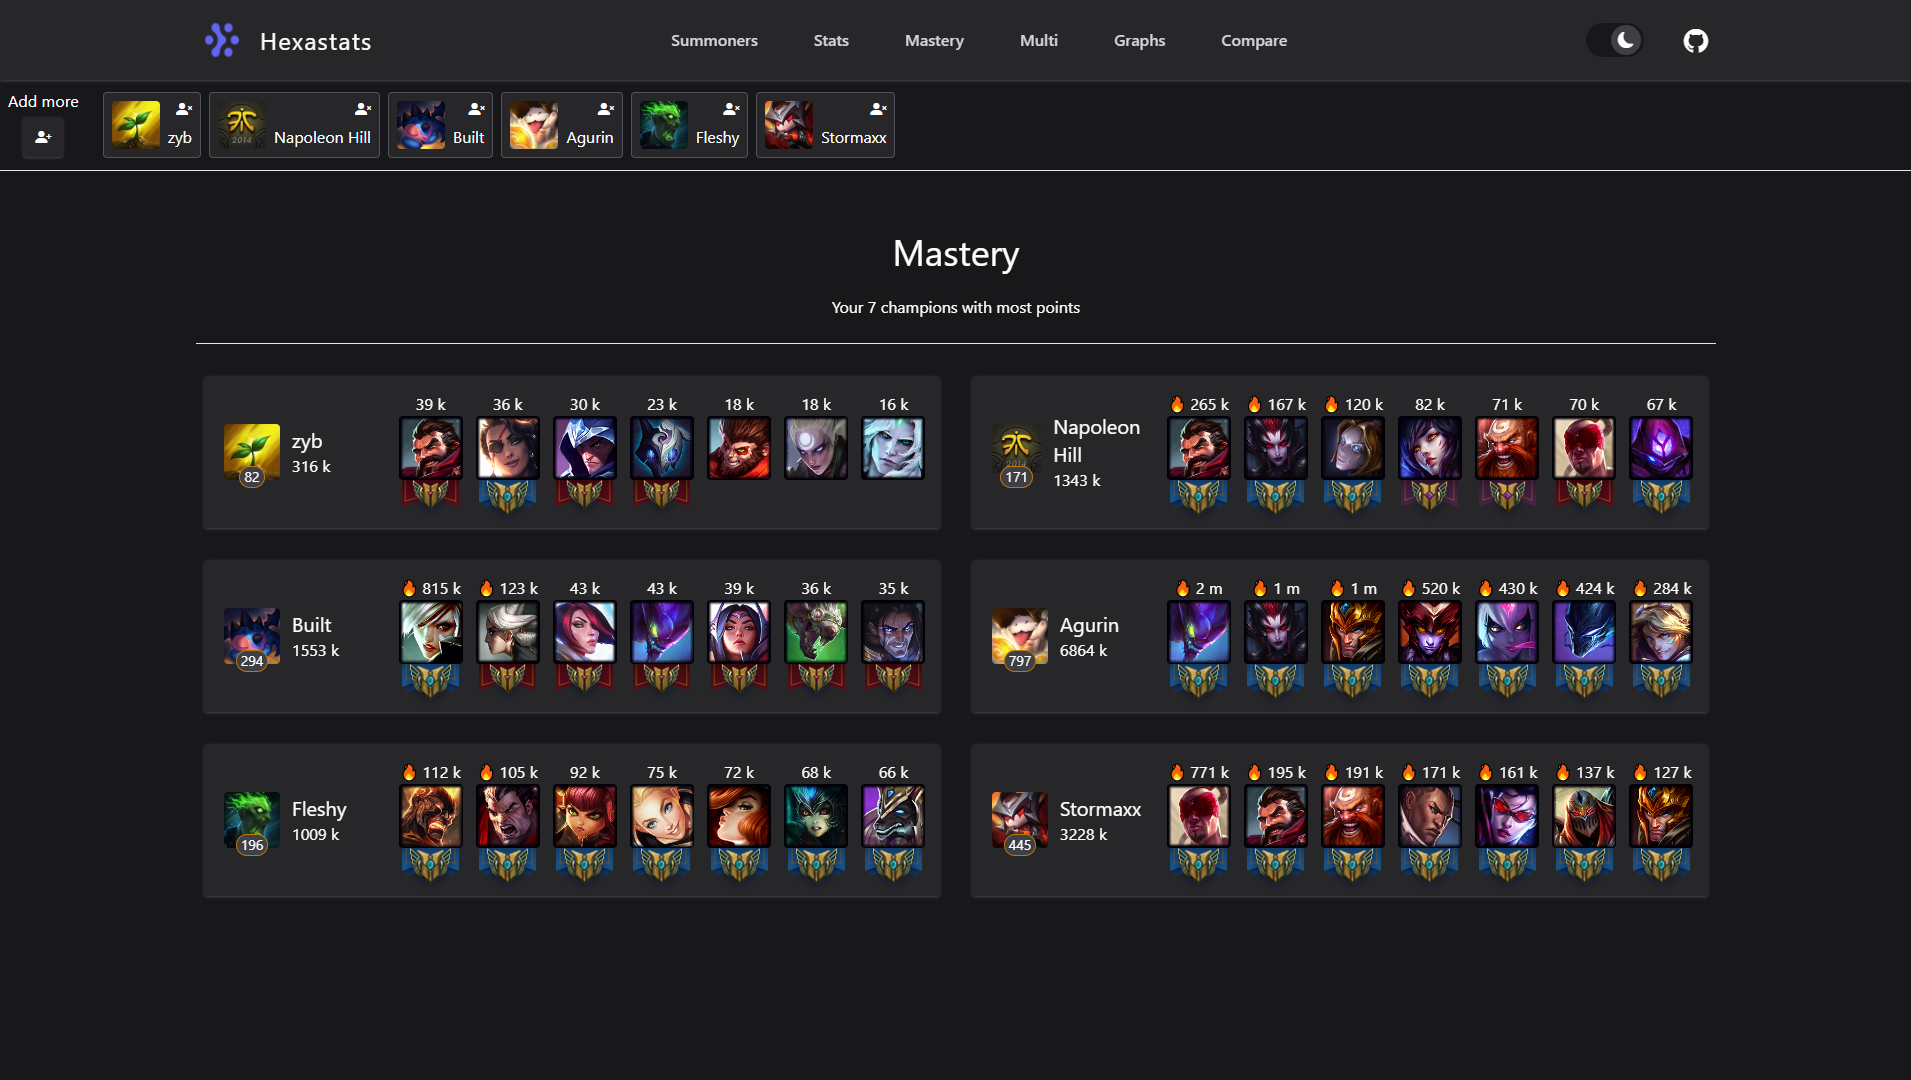 Hexastats
Summoners Stats Mastery Multi Graphs Compare
Add more
zyb
2014
Napoleon Hill
Built
Agurin
Fleshy
Stormaxx
Mastery
Your 7 champions with most points
zyb
316 k
82
39 k 36 k 30 k 23 k 18 k 18 k 16 k
Napoleon
Hill
1343 k
2014
171
265 k 167 k 120 k 82 k 71 k 70 k 67 k
Built
1553 k
294
815 k 123 k 43 k 43 k 39 k 36 k 35 k
Agurin
6864 k
797
2 m 1 m 1 m 520 k 430 k 424 k 284 k
Fleshy
1009 k
196
112 k 105 k 92 k 75 k 72 k 68 k 66 k
Stormaxx
3228 k
445
771 k 195 k 191 k 171 k 161 k 137 k 127 k